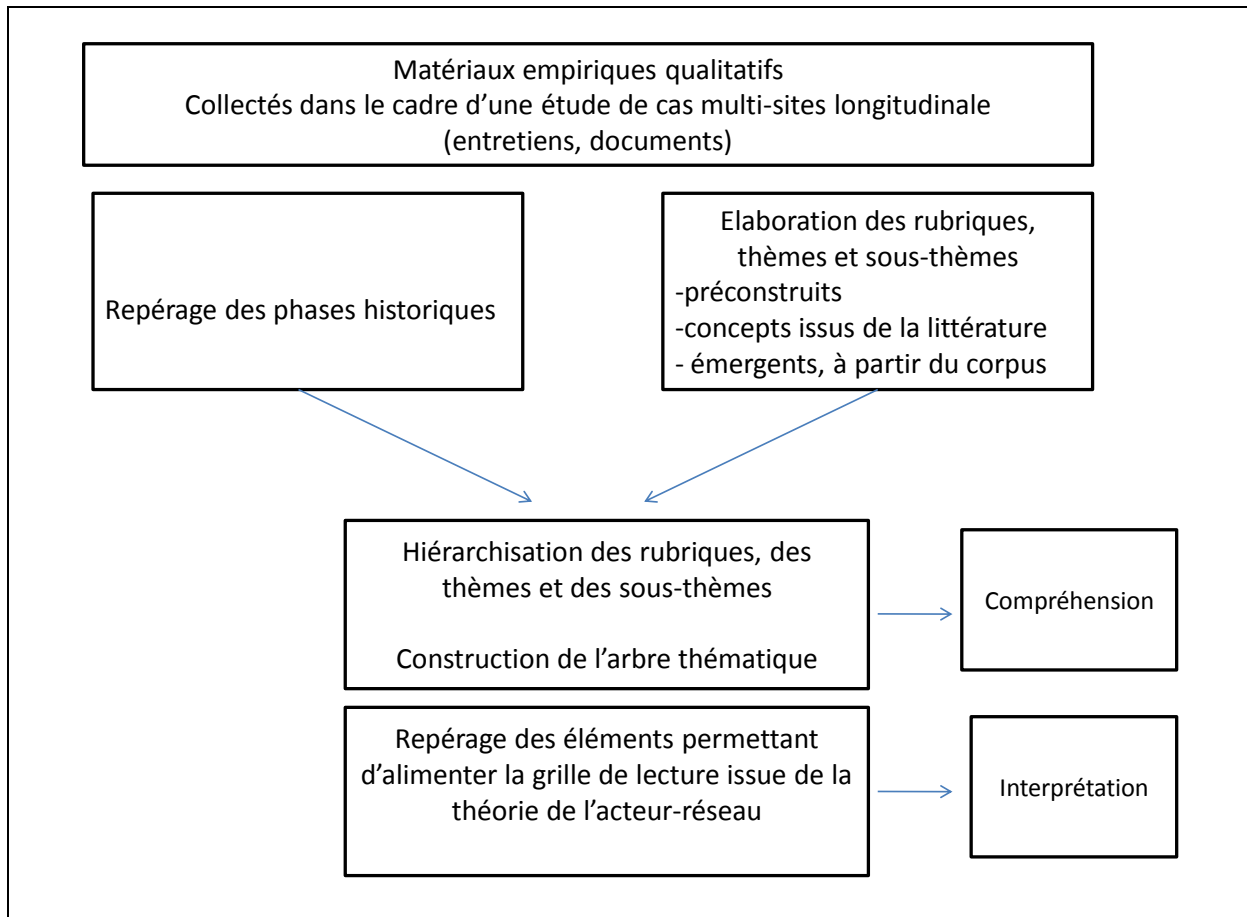 Matériaux empiriques qualitatifs
Collectés dans le cadre d’une étude de cas multi-sites longitudinale
(entretiens, documents)
Repérage des phases historiques
Elaboration des rubriques,
thèmes et sous-thèmes
-préconstruits
-concepts issus de la littérature
- émergents, à partir du corpus
Hiérarchisation des rubriques, des
thèmes et des sous-thèmes
Construction de l’arbre thématique
Compréhension
Repérage des éléments permettant
d’alimenter la grille de lecture issue de la
théorie de l’acteur-réseau
Interprétation